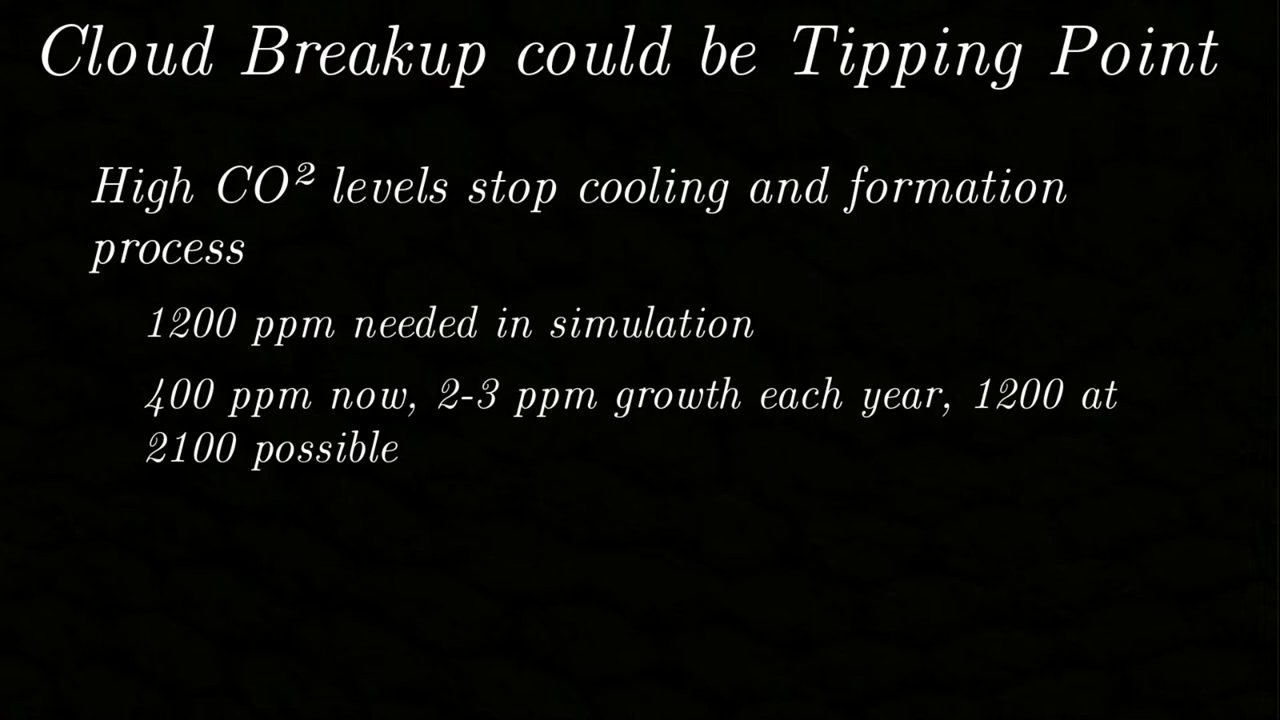 Cloud Breakup could be Tipping Point
High CO² levels stop cooling and formation
process
1200 ppm needed in simulation
400 ppm now, 2-3 ppm growth each year, 1200 at
2100 possible